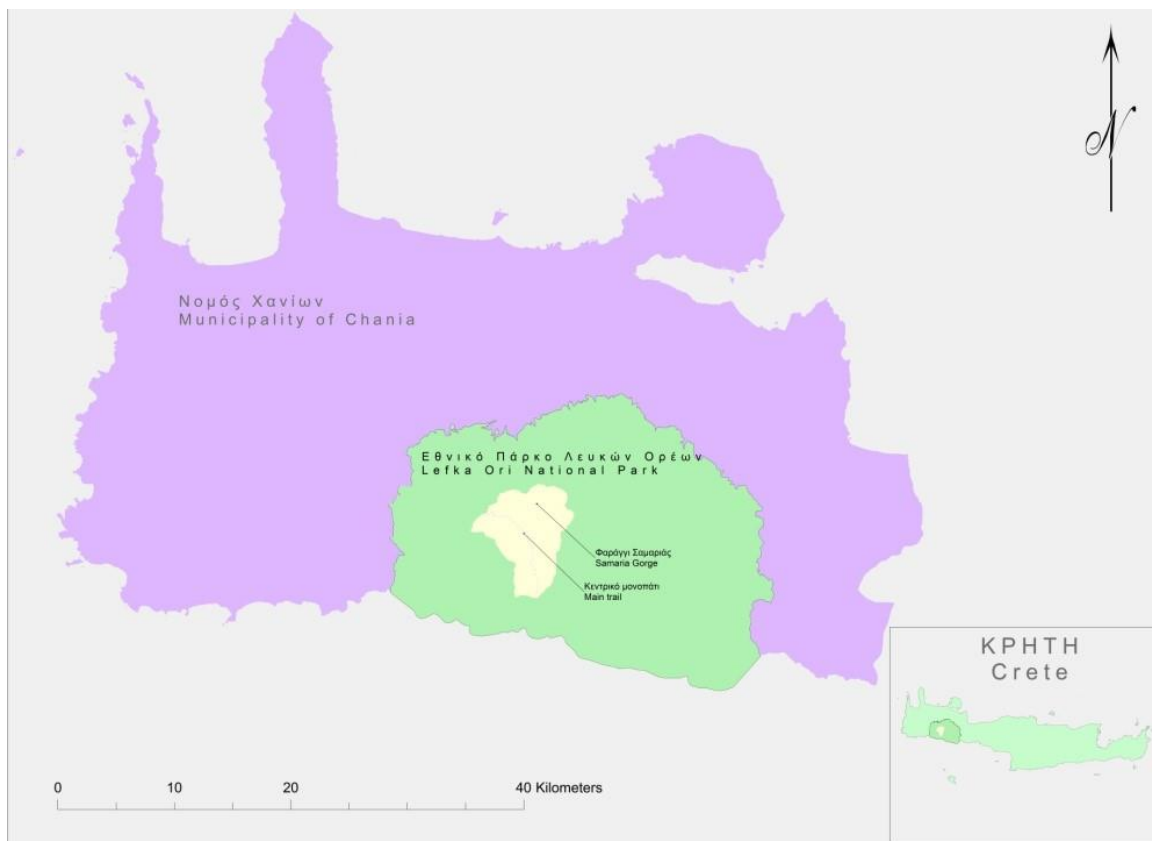 N
Νομός Χανίων
Municipality of Chania
Εθνικό Πάρκο Λευκών Ορέων
Lefka Ori National Park
Φαράγγι Σαμαριάς
Samaria Gorge
Κεντρικό μονοπάτι
Main trail
ΚΡΗΤΗ
Crete
0 10 20 40 Kilometers